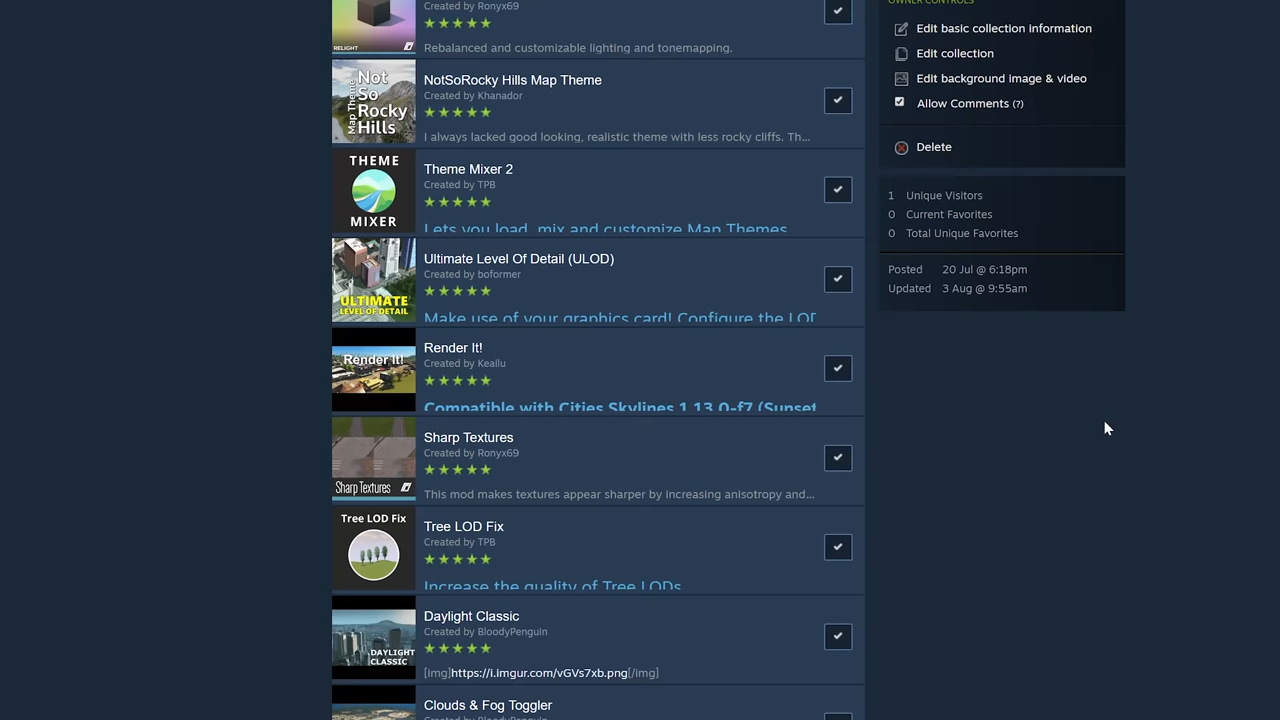 OWNER CONTROLS
Created by Ronyx69
Rebalanced and customizable lighting and tonemapping.
RELIGHT
NotSoRocky Hills Map Theme
Created by Khanador
I always lacked good looking, realistic theme with less rocky cliffs. Th...
Map Theme
Not
So
Rocky
Hills
Theme Mixer 2
Created by TPB
Lets you load, mix and customize Map Themes
THEME
MIXER
Ultimate Level Of Detail (ULOD)
Created by boformer
Make use of your graphics card! Configure the LOD
ULTIMATE
LEVEL OF DETAIL
Render It!
Created by Keallu
Compatible with Cities Skylines 1.13.0-f7 (Sunset
Render It!
Sharp Textures
Created by Ronyx69
This mod makes textures appear sharper by increasing anisotropy and...
Sharp Textures
Tree LOD Fix
Created by TPB
Increase the quality of Tree LODs
Tree LOD Fix
Daylight Classic
Created by BloodyPenguin
[img]https://i.imgur.com/vGVs7xb.png[/img]
DAYLIGHT
CLASSIC
Clouds & Fog Toggler
Created by BloodyPenguin
Edit basic collection information
Edit collection
Edit background image & video
Allow Comments (?)
Delete
1 Unique Visitors
0 Current Favorites
0 Total Unique Favorites
Posted 20 Jul @ 6:18pm
Updated 3 Aug @ 9:55am